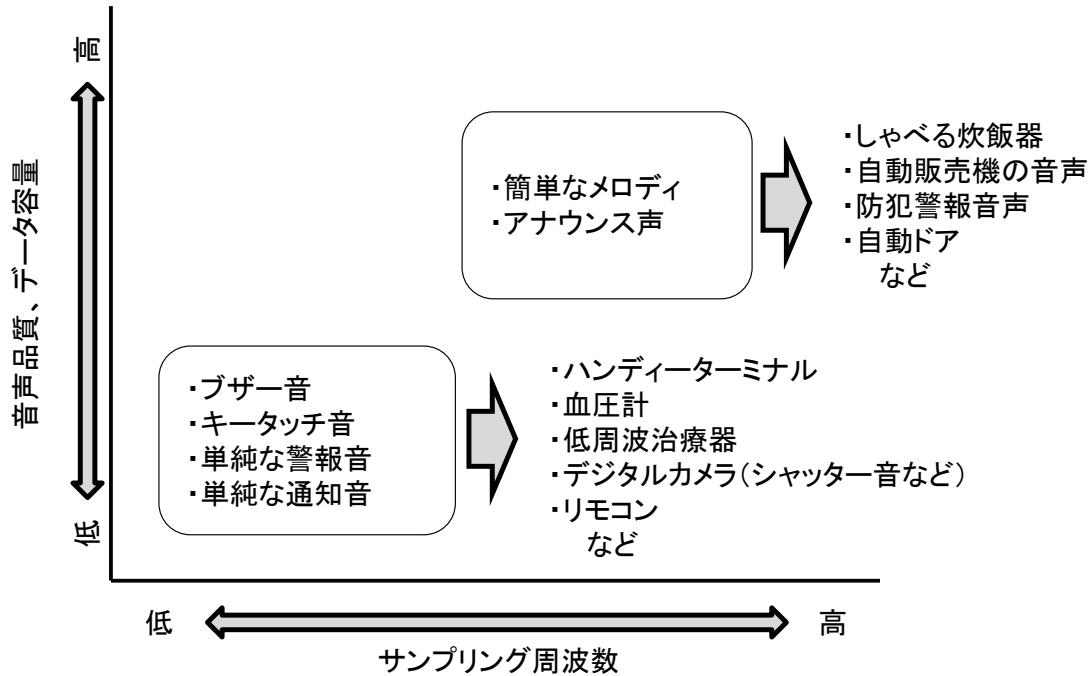 高
音声品質、データ容量
低
・簡単なメロディ
・アナウンス声
・しゃべる炊飯器
・自動販売機の音声
・防犯警報音声
・自動ドア
など
・ブザー音
・キータッチ音
・単純な警報音
・単純な通知音
・ハンディーターミナル
・血圧計
・低周波治療器
・デジタルカメラ(シャッター音など)
・リモコン
など
低
高
サンプリング周波数